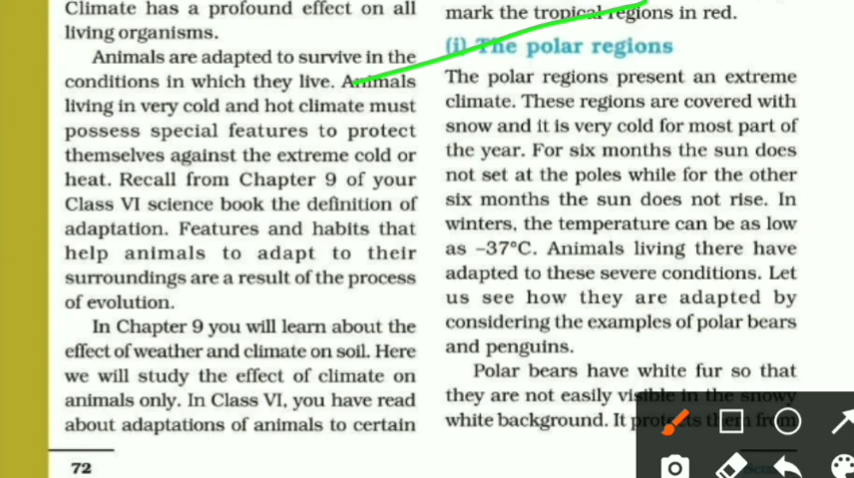 Climate has a profound effect on all
living organisms.
Animals are adapted to survive in the
conditions in which they live. Animals
living in very cold and hot climate must
possess special features to protect
themselves against the extreme cold or
heat. Recall from Chapter 9 of your
Class VI science book the definition of
adaptation. Features and habits that
help animals to adapt to their
surroundings are a result of the process
of evolution.
In Chapter 9 you will learn about the
effect of weather and climate on soil. Here
we will study the effect of climate on
animals only. In Class VI, you have read
about adaptations of animals to certain
72
mark the tropical regions in red.
(i) The polar regions
The polar regions present an extreme
climate. These regions are covered with
snow and it is very cold for most part of
the year. For six months the sun does
not set at the poles while for the other
six months the sun does not rise. In
winters, the temperature can be as low
as –37°C. Animals living there have
adapted to these severe conditions. Let
us see how they are adapted by
considering the examples of polar bears
and penguins.
Polar bears have white fur so that
they are not easily visible in the snowy
white background. It protects them from